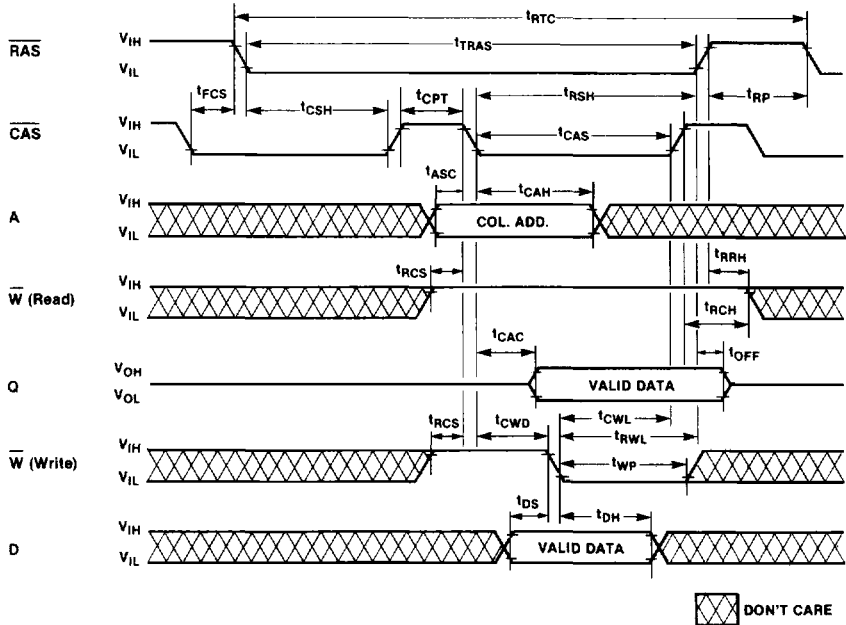 tRTC
RAS
VIH
VIL
tTRAS
tFCS
tCSH
tCPT
tRSH
tRP
CAS
VIH
VIL
tCAS
tASC
tCAH
A
VIH
VIL
COL. ADD.
tRCS
tRRH
W (Read)
VIH
VIL
tRCH
tCAC
tOFF
Q
VOH
VOL
VALID DATA
tRCS
tCWD
tCWL
tRWL
W (Write)
VIH
VIL
tWP
tDS
tDH
D
VIH
VIL
VALID DATA
DON'T CARE